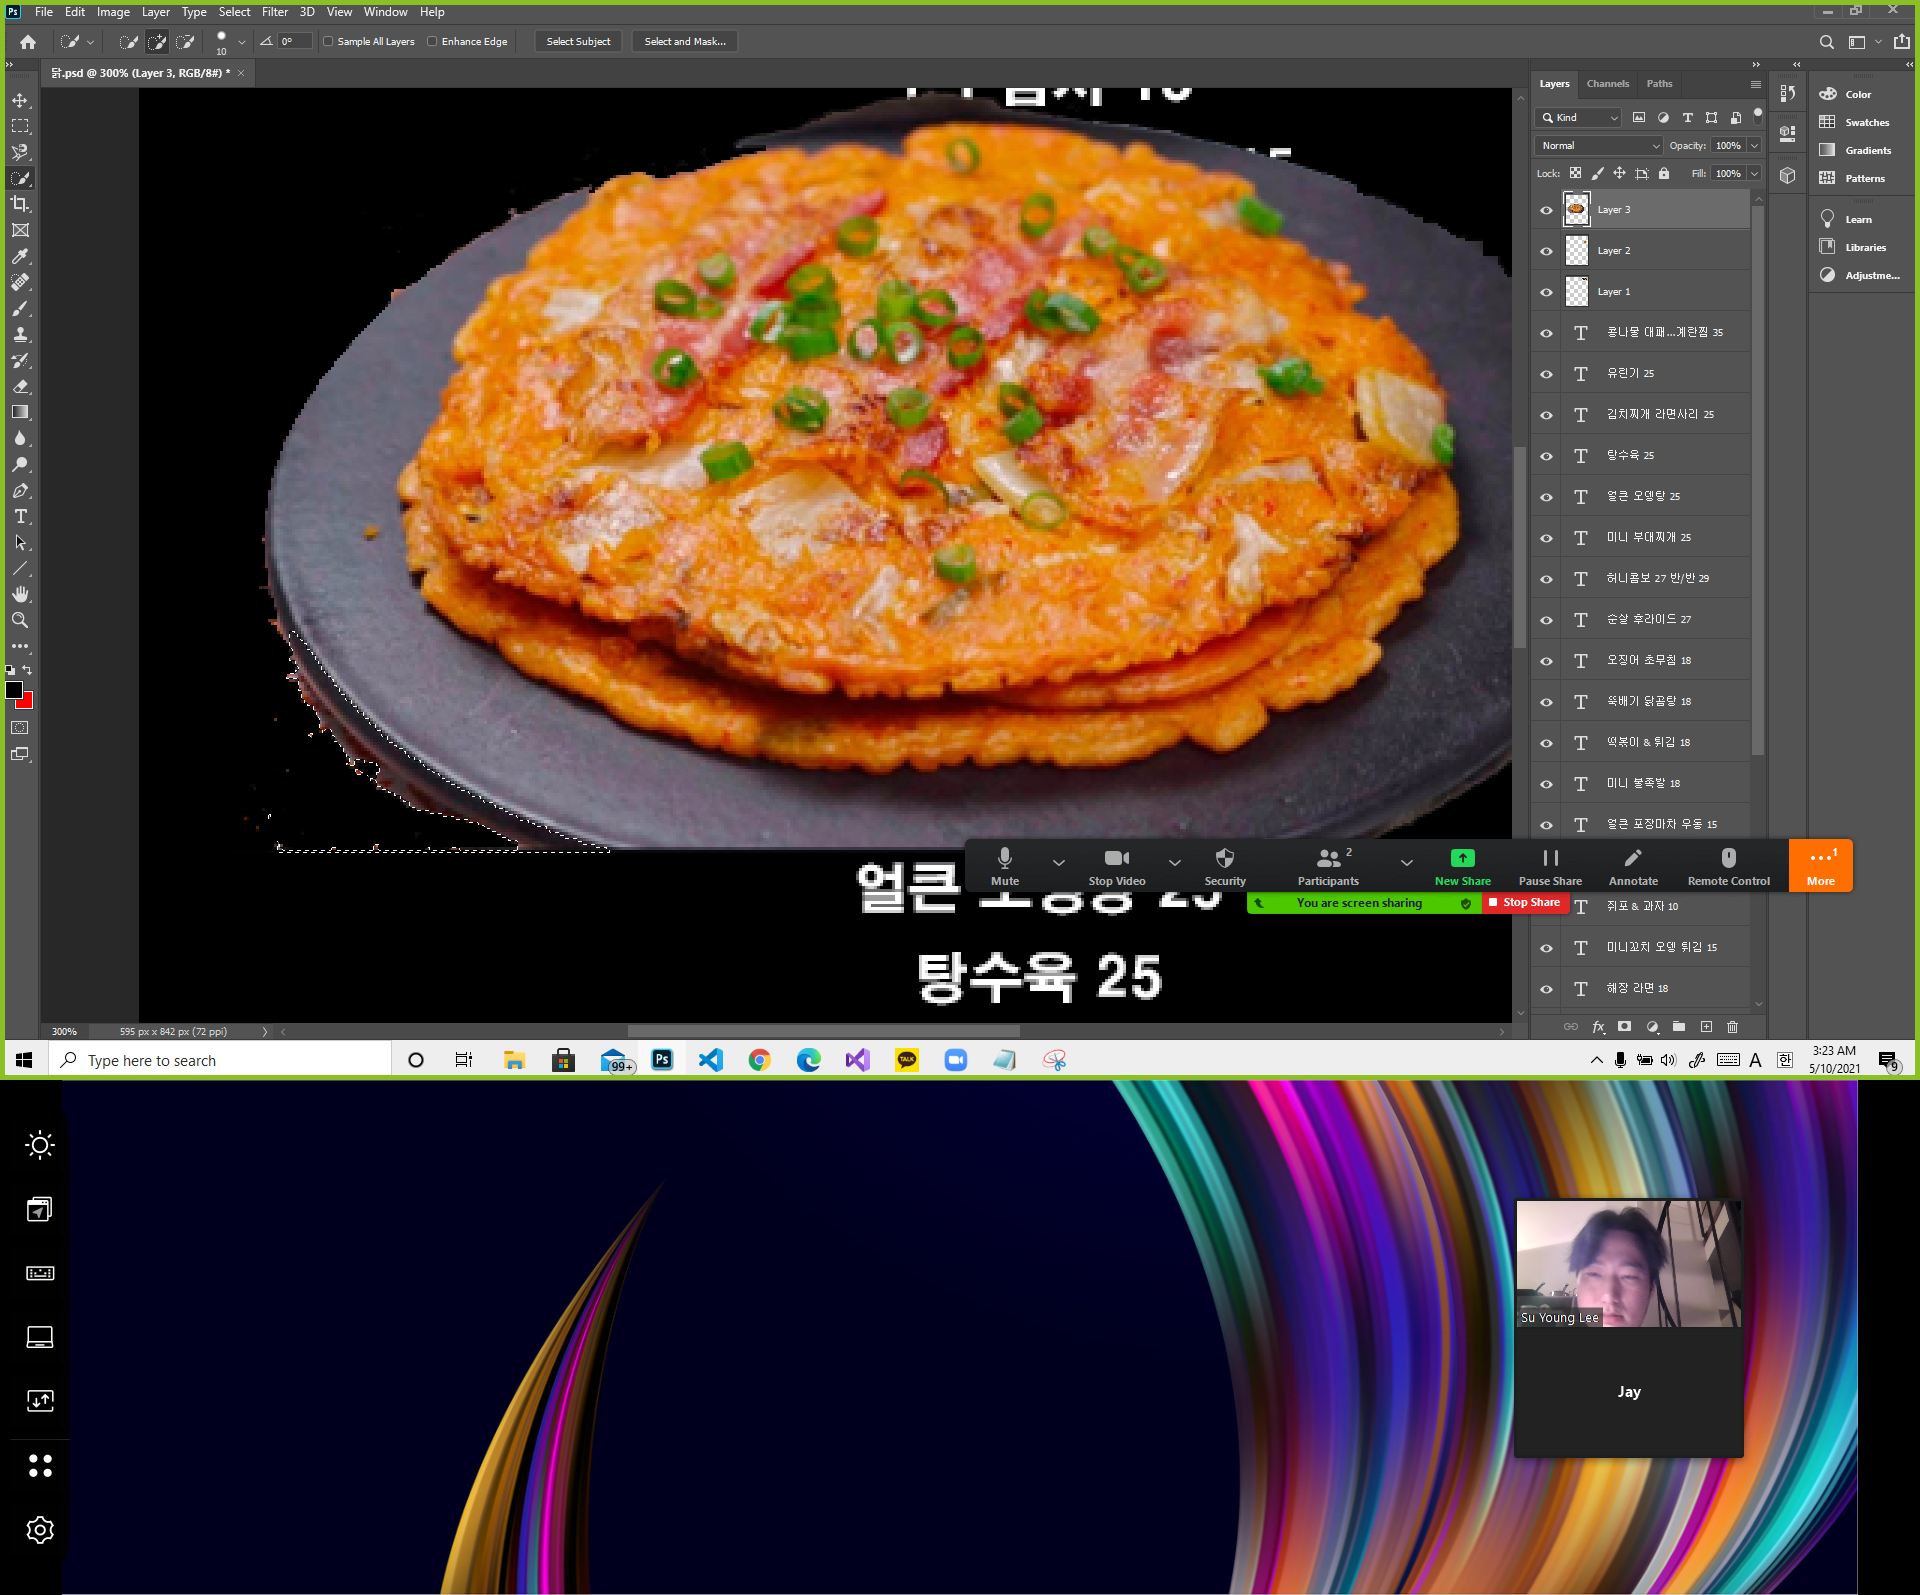 Ps File Edit Image Layer Type Select Filter 3D View Window Help
10 0° Sample All Layers Enhance Edge Select Subject Select and Mask...
닭.psd @ 300% (Layer 3, RGB/8#) *
Layers Channels Paths
Kind
Normal Opacity: 100%
Lock: Fill: 100%
Layer 3
Layer 2
Layer 1
콩나물 대패...계란찜 35
유린기 25
김치찌개 라면사리 25
탕수육 25
얼큰 오뎅탕 25
미니 부대찌개 25
허니콤보 27 반/반 29
순살 후라이드 27
오징어 초무침 18
뚝배기 닭곰탕 18
떡볶이 & 튀김 18
미니 불족발 18
얼큰 포장마차 우동 15
쥐포 & 과자 10
미니꼬치 오뎅 튀김 15
해장 라면 18
Color
Swatches
Gradients
Patterns
Learn
Libraries
Adjustme...
얼큰
탕수육 25
Mute Stop Video Security Participants 2 New Share Pause Share Annotate Remote Control More 1
You are screen sharing Stop Share
300% 595 px x 842 px (72 ppi)
Type here to search
99+
Ps
TALK
A 한
3:23 AM
5/10/2021
9
Su Young Lee
Jay